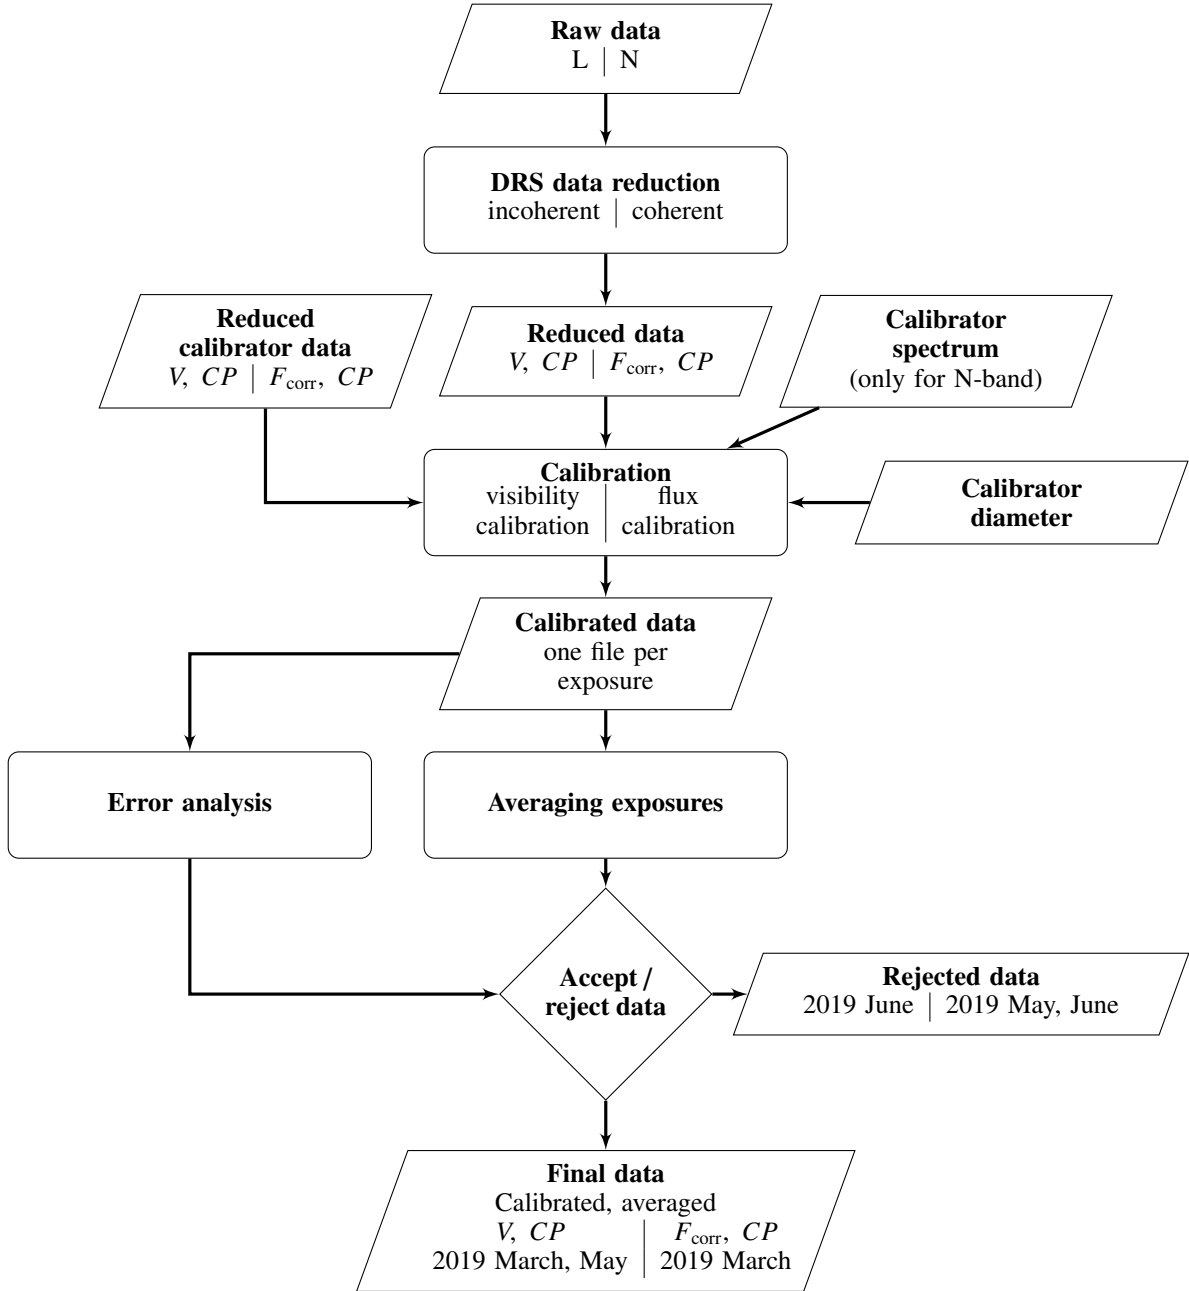 Raw data
L | N
DRS data reduction
incoherent | coherent
Reduced
calibrator data
V, CP | F_corr, CP
Reduced data
V, CP | F_corr, CP
Calibrator
spectrum
(only for N-band)
Calibration
visibility | flux
calibration | calibration
Calibrator
diameter
Calibrated data
one file per
exposure
Error analysis
Averaging exposures
Accept /
reject data
Rejected data
2019 June | 2019 May, June
Final data
Calibrated, averaged
V, CP | F_corr, CP
2019 March, May | 2019 March